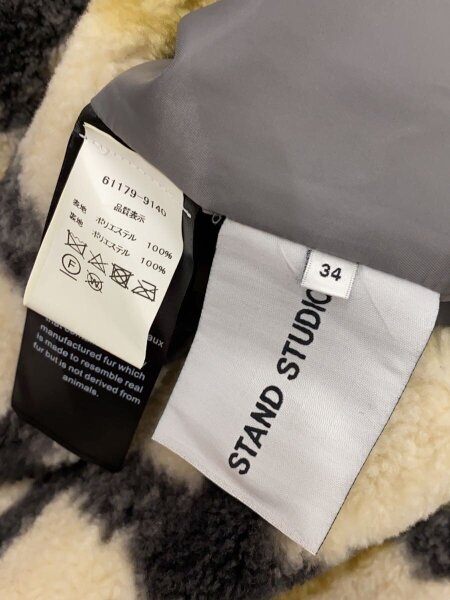 61179-9140
品質表示
表地 ポリエステル 100%
裏地 ポリエステル 100%
F
manufactured fur which
is made to resemble real
fur but is not derived from
animals.
34
STAND STUDIO